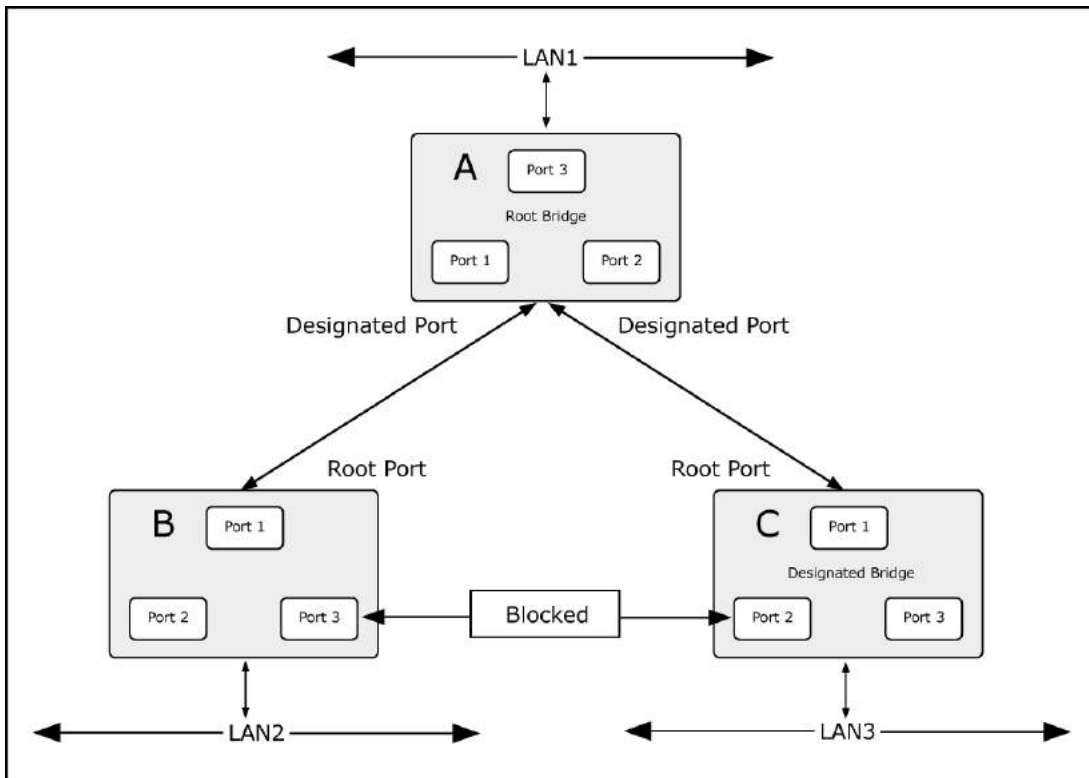 LAN1
A
Port 3
Root Bridge
Port 1
Port 2
Designated Port
Designated Port
Root Port
Root Port
B
Port 1
Port 2
Port 3
Blocked
C
Port 1
Designated Bridge
Port 2
Port 3
LAN2
LAN3